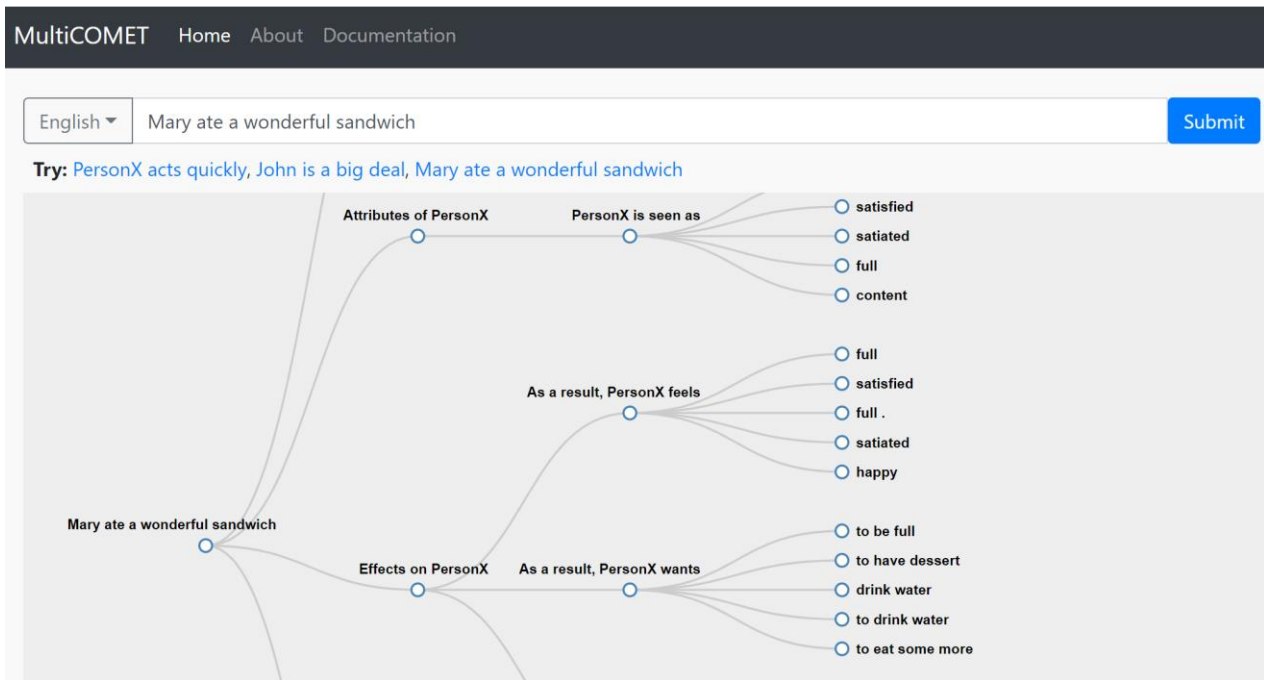 MultiCOMET Home About Documentation
English Mary ate a wonderful sandwich Submit
Try: PersonX acts quickly, John is a big deal, Mary ate a wonderful sandwich
Attributes of PersonX
PersonX is seen as
satisfied
satiated
full
content
As a result, PersonX feels
full
satisfied
full .
satiated
happy
Mary ate a wonderful sandwich
Effects on PersonX
As a result, PersonX wants
to be full
to have dessert
drink water
to drink water
to eat some more